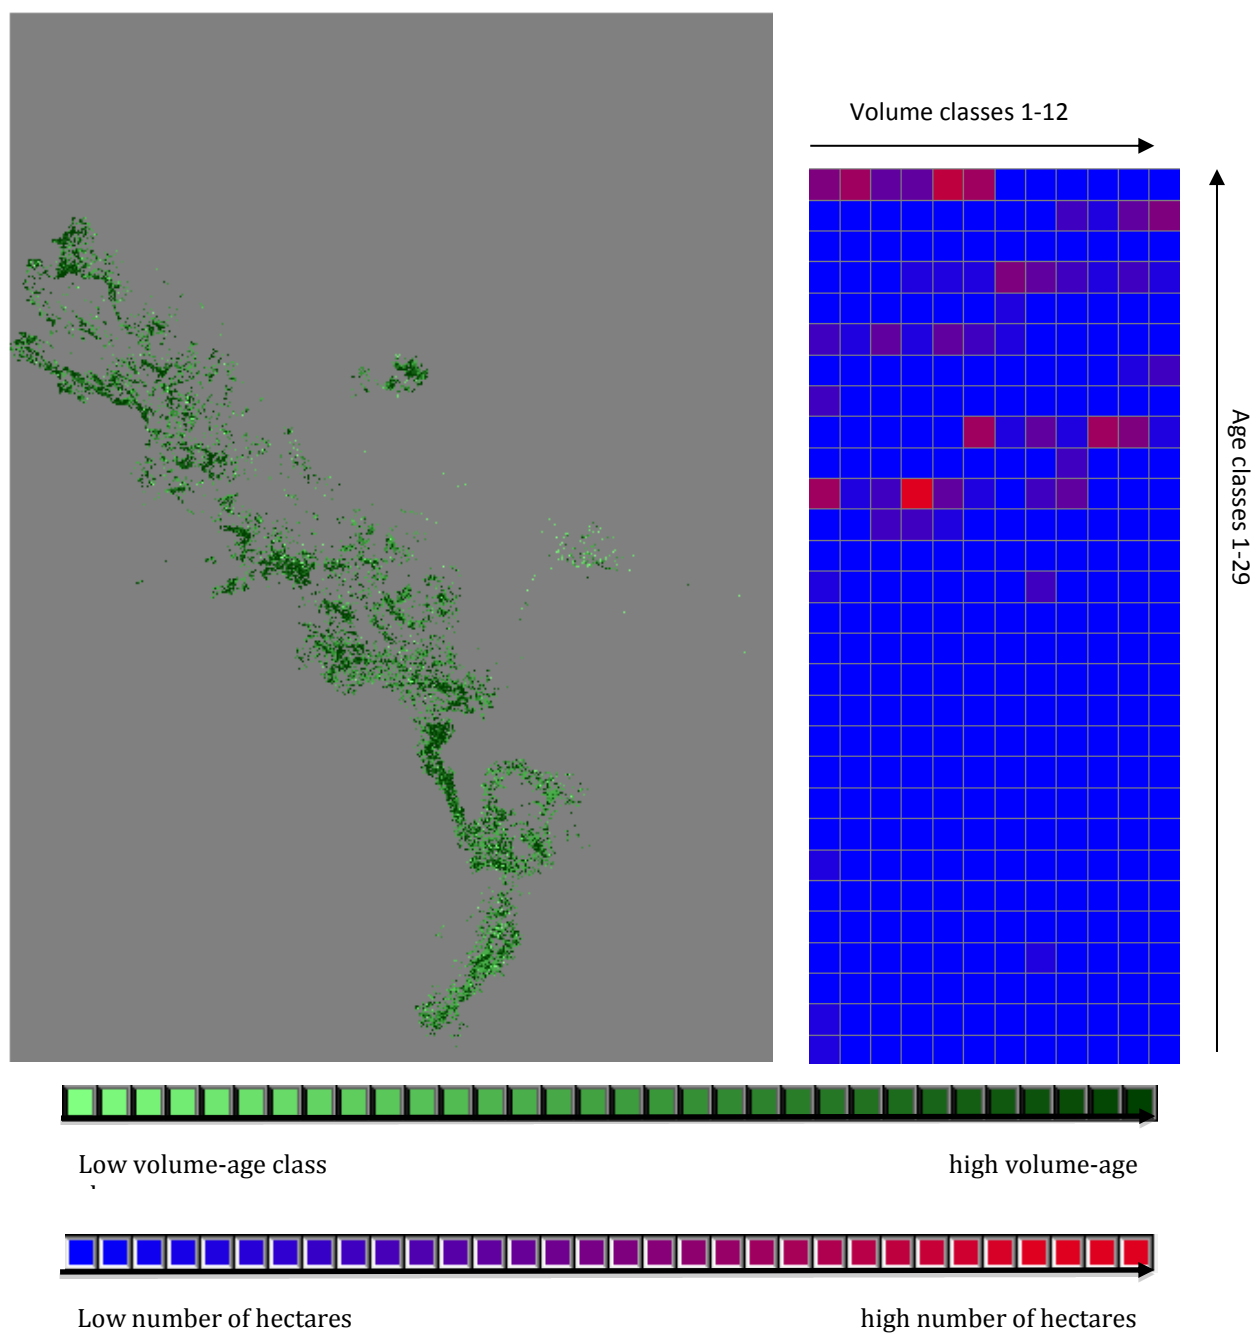 Volume classes 1-12
Age classes 1-29
Low volume-age class
high volume-age
Low number of hectares
high number of hectares